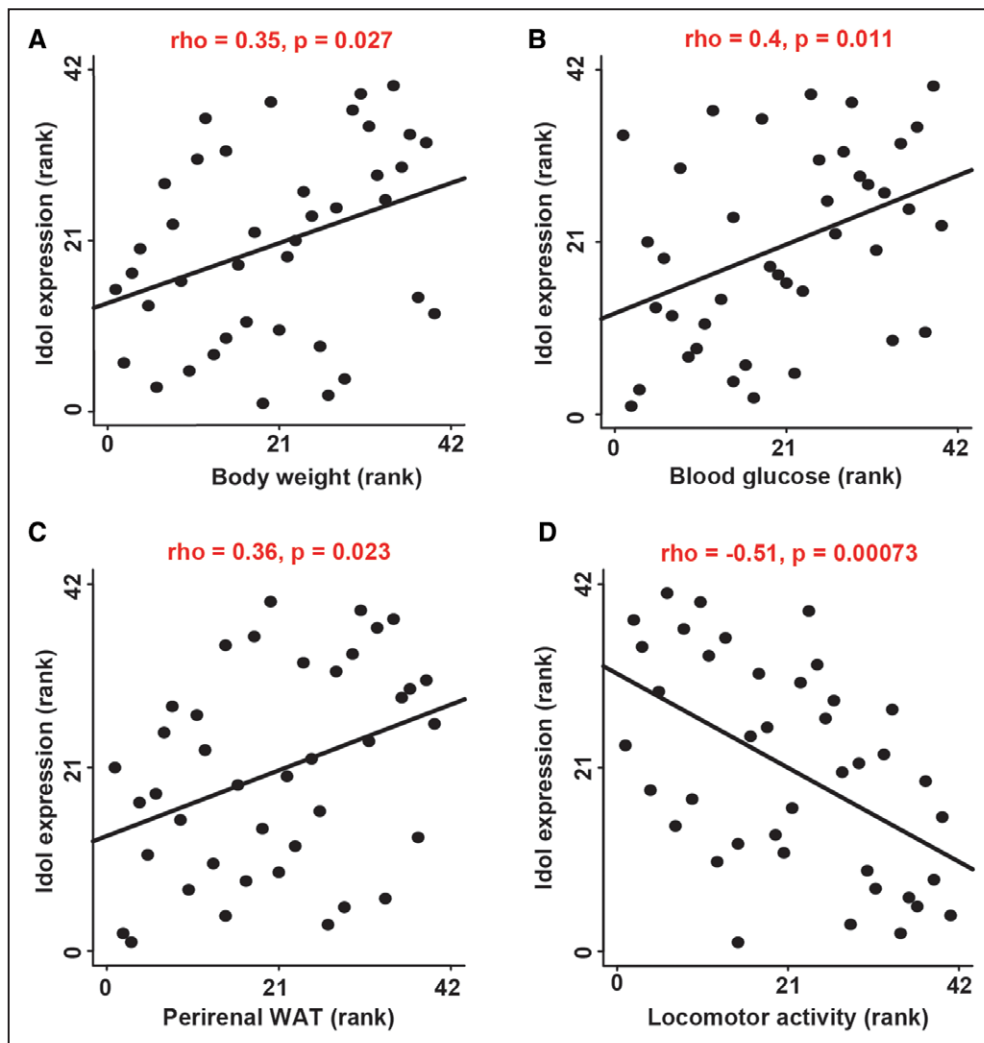 A
rho = 0.35, p = 0.027
42
21
0
Idol expression (rank)
0 21 42
Body weight (rank)
B
rho = 0.4, p = 0.011
42
21
0
Idol expression (rank)
0 21 42
Blood glucose (rank)
C
rho = 0.36, p = 0.023
42
21
0
Idol expression (rank)
0 21 42
Perirenal WAT (rank)
D
rho = -0.51, p = 0.00073
42
21
0
Idol expression (rank)
0 21 42
Locomotor activity (rank)